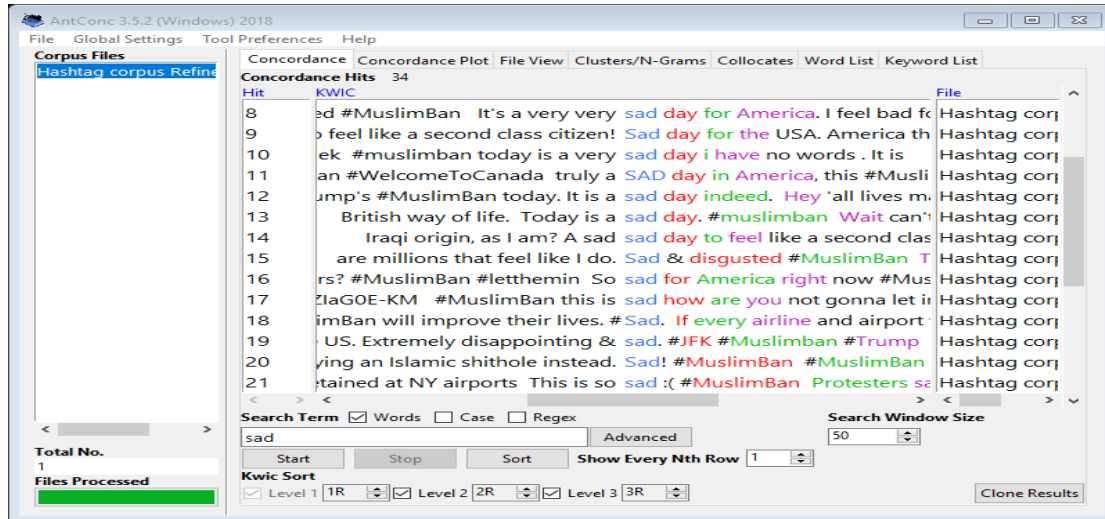 AntConc 3.5.2 (Windows) 2018
File Global Settings Tool Preferences Help
Corpus Files
Hashtag corpus Refine
Concordance Concordance Plot File View Clusters/N-Grams Collocates Word List Keyword List
Concordance Hits 34
Hit KWIC File
8 ed #MuslimBan It's a very very sad day for America. I feel bad fo Hashtag corp
9 o feel like a second class citizen! Sad day for the USA. America th Hashtag corp
10 ek #muslimban today is a very sad day i have no words . It is Hashtag corp
11 an #WelcomeToCanada truly a SAD day in America, this #Musli Hashtag corp
12 ump's #MuslimBan today. It is a sad day indeed. Hey 'all lives ma Hashtag corp
13 British way of life. Today is a sad day. #muslimban Wait can't Hashtag corp
14 Iraqi origin, as I am? A sad sad day to feel like a second clas Hashtag corp
15 are millions that feel like I do. Sad & disgusted #MuslimBan T Hashtag corp
16 rs? #MuslimBan #letthemin So sad for America right now #Mus Hashtag corp
17 ZIaG0E-KM #MuslimBan this is sad how are you not gonna let in Hashtag corp
18 imBan will improve their lives. #Sad. If every airline and airport Hashtag corp
19 US. Extremely disappointing & sad. #JFK #Muslimban #Trump Hashtag corp
20 ying an Islamic shithole instead. Sad! #MuslimBan #MuslimBan Hashtag corp
21 etained at NY airports This is so sad :( #MuslimBan Protesters sa Hashtag corp
Search Term Words Case Regex Search Window Size
sad Advanced 50
Total No.
1
Start Stop Sort Show Every Nth Row 1
Files Processed
Kwic Sort
Level 1 1R Level 2 2R Level 3 3R Clone Results